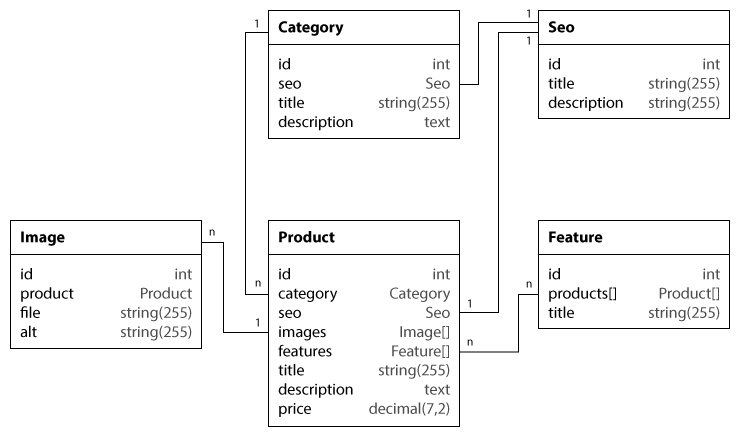 1
Category
id int
seo Seo
title string(255)
description text
1
1
Seo
id int
title string(255)
description string(255)
Image
id int
product Product
file string(255)
alt string(255)
n
n
1
Product
id int
category Category
seo Seo
images Image[]
features Feature[]
title string(255)
description text
price decimal(7,2)
1
n
n
Feature
id int
products[] Product[]
title string(255)